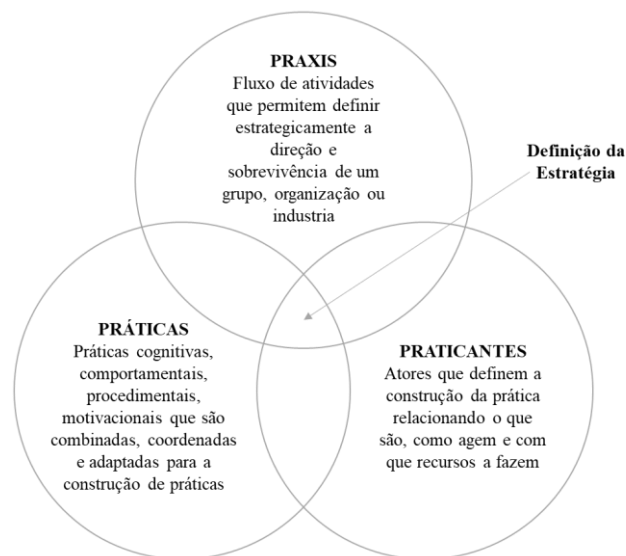 PRAXIS
Fluxo de atividades
que permitem definir
estrategicamente a
direção e
sobrevivência de um
grupo, organização ou
industria
Definição da
Estratégia
PRÁTICAS
Práticas cognitivas,
comportamentais,
procedimentais,
motivacionais que são
combinadas, coordenadas
e adaptadas para a
construção de práticas
PRATICANTES
Atores que definem a
construção da prática
relacionando o que
são, como agem e com
que recursos a fazem